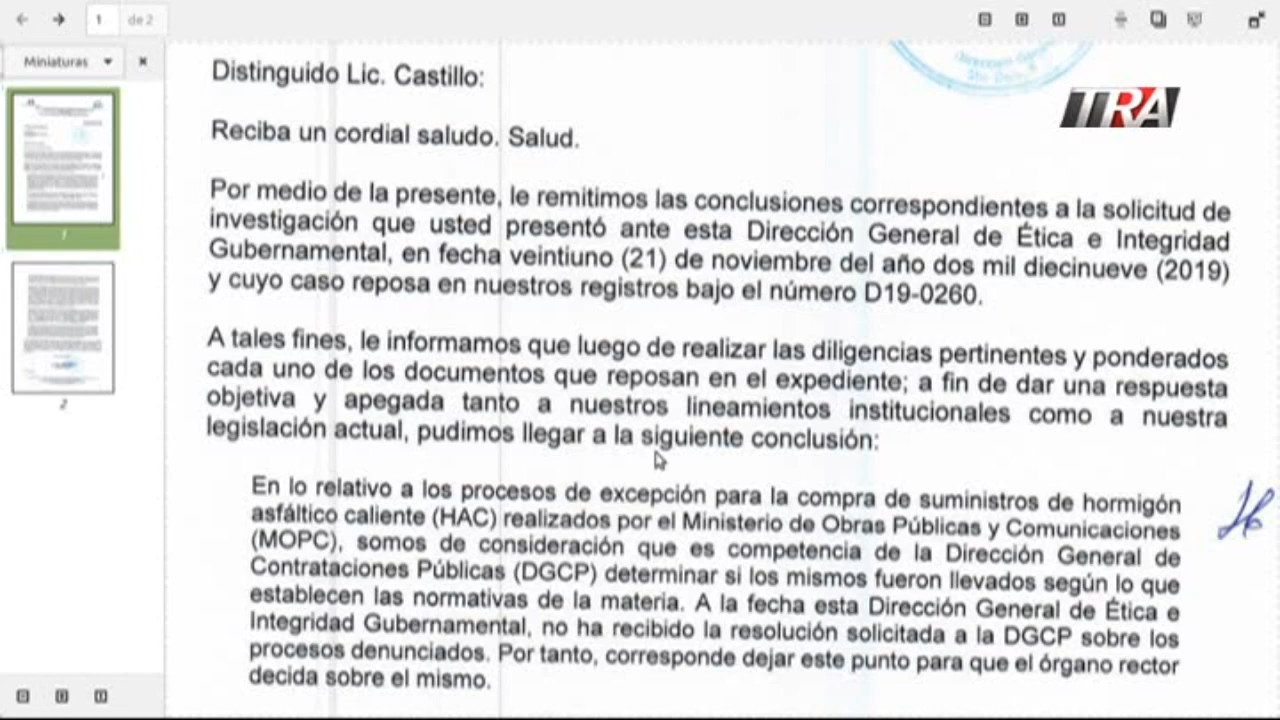 1
de 2
Miniaturas
TRA
Distinguido Lic. Castillo:
Reciba un cordial saludo. Salud.
Por medio de la presente, le remitimos las conclusiones correspondientes a la solicitud de
investigación que usted presentó ante esta Dirección General de Ética e Integridad
Gubernamental, en fecha veintiuno (21) de noviembre del año dos mil diecinueve (2019)
y cuyo caso reposa en nuestros registros bajo el número D19-0260.
A tales fines, le informamos que luego de realizar las diligencias pertinentes y ponderados
cada uno de los documentos que reposan en el expediente; a fin de dar una respuesta
objetiva y apegada tanto a nuestros lineamientos institucionales como a nuestra
legislación actual, pudimos llegar a la siguiente conclusión:
En lo relativo a los procesos de excepción para la compra de suministros de hormigón
asfáltico caliente (HAC) realizados por el Ministerio de Obras Públicas y Comunicaciones
(MOPC), somos de consideración que es competencia de la Dirección General de
Contrataciones Públicas (DGCP) determinar si los mismos fueron llevados según lo que
establecen las normativas de la materia. A la fecha esta Dirección General de Ética e
Integridad Gubernamental, no ha recibido la resolución solicitada a la DGCP sobre los
procesos denunciados. Por tanto, corresponde dejar este punto para que el órgano rector
decida sobre el mismo.
1
2